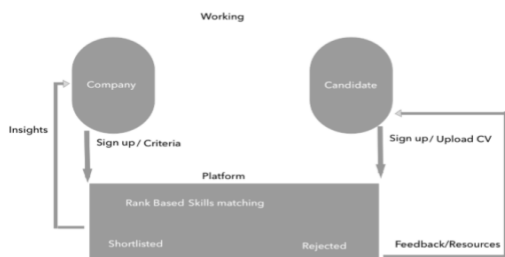 Working
Company
Candidate
Insights
Sign up / Criteria
Sign up / Upload CV
Platform
Rank Based Skills matching
Shortlisted
Rejected
Feedback/Resources